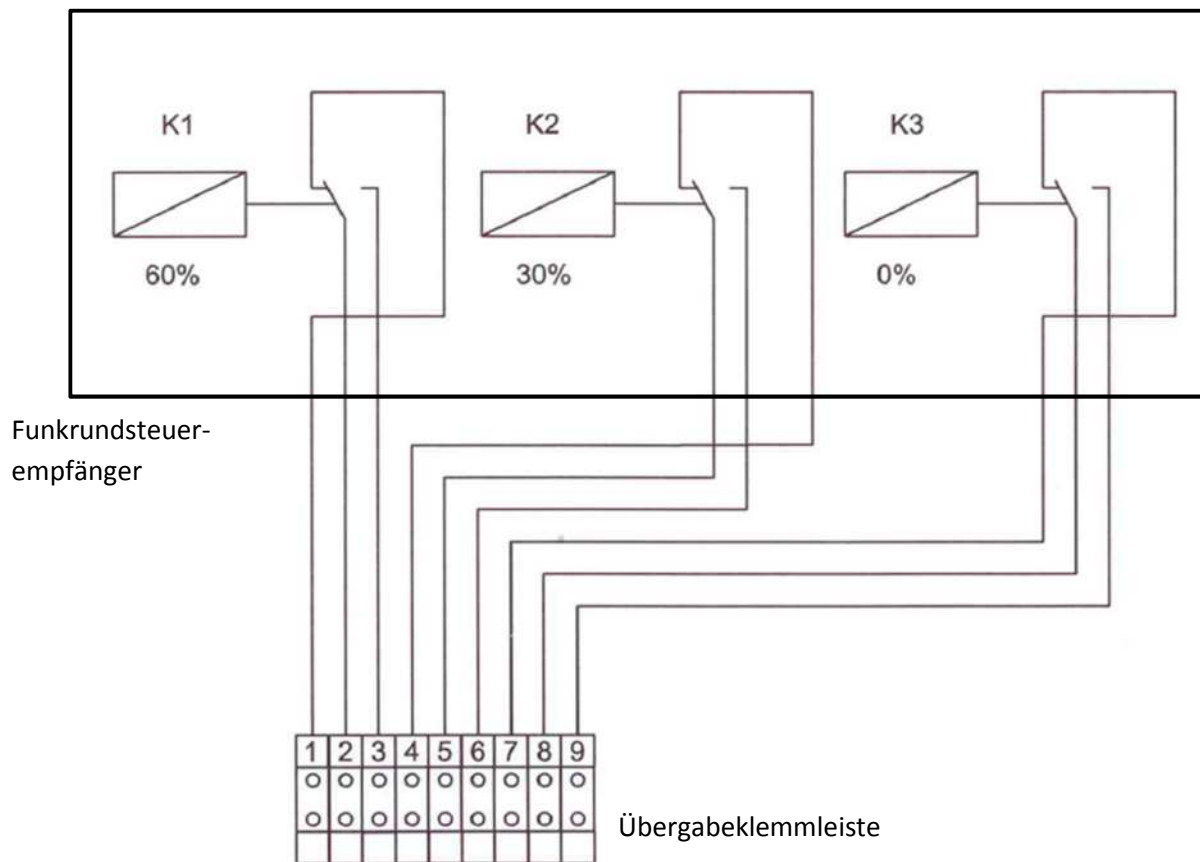 K1 K2 K3
60% 30% 0%
Funkrundsteuer-
empfänger
1 2 3 4 5 6 7 8 9
Übergabeklemmleiste